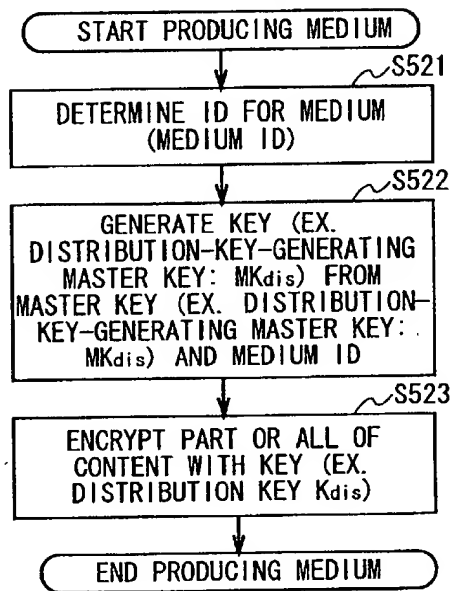 START PRODUCING MEDIUM
S521
DETERMINE ID FOR MEDIUM
(MEDIUM ID)
S522
GENERATE KEY (EX.
DISTRIBUTION-KEY-GENERATING
MASTER KEY: MKdis) FROM
MASTER KEY (EX. DISTRIBUTION-
KEY-GENERATING MASTER KEY:
MKdis) AND MEDIUM ID
S523
ENCRYPT PART OR ALL OF
CONTENT WITH KEY (EX.
DISTRIBUTION KEY Kdis)
END PRODUCING MEDIUM